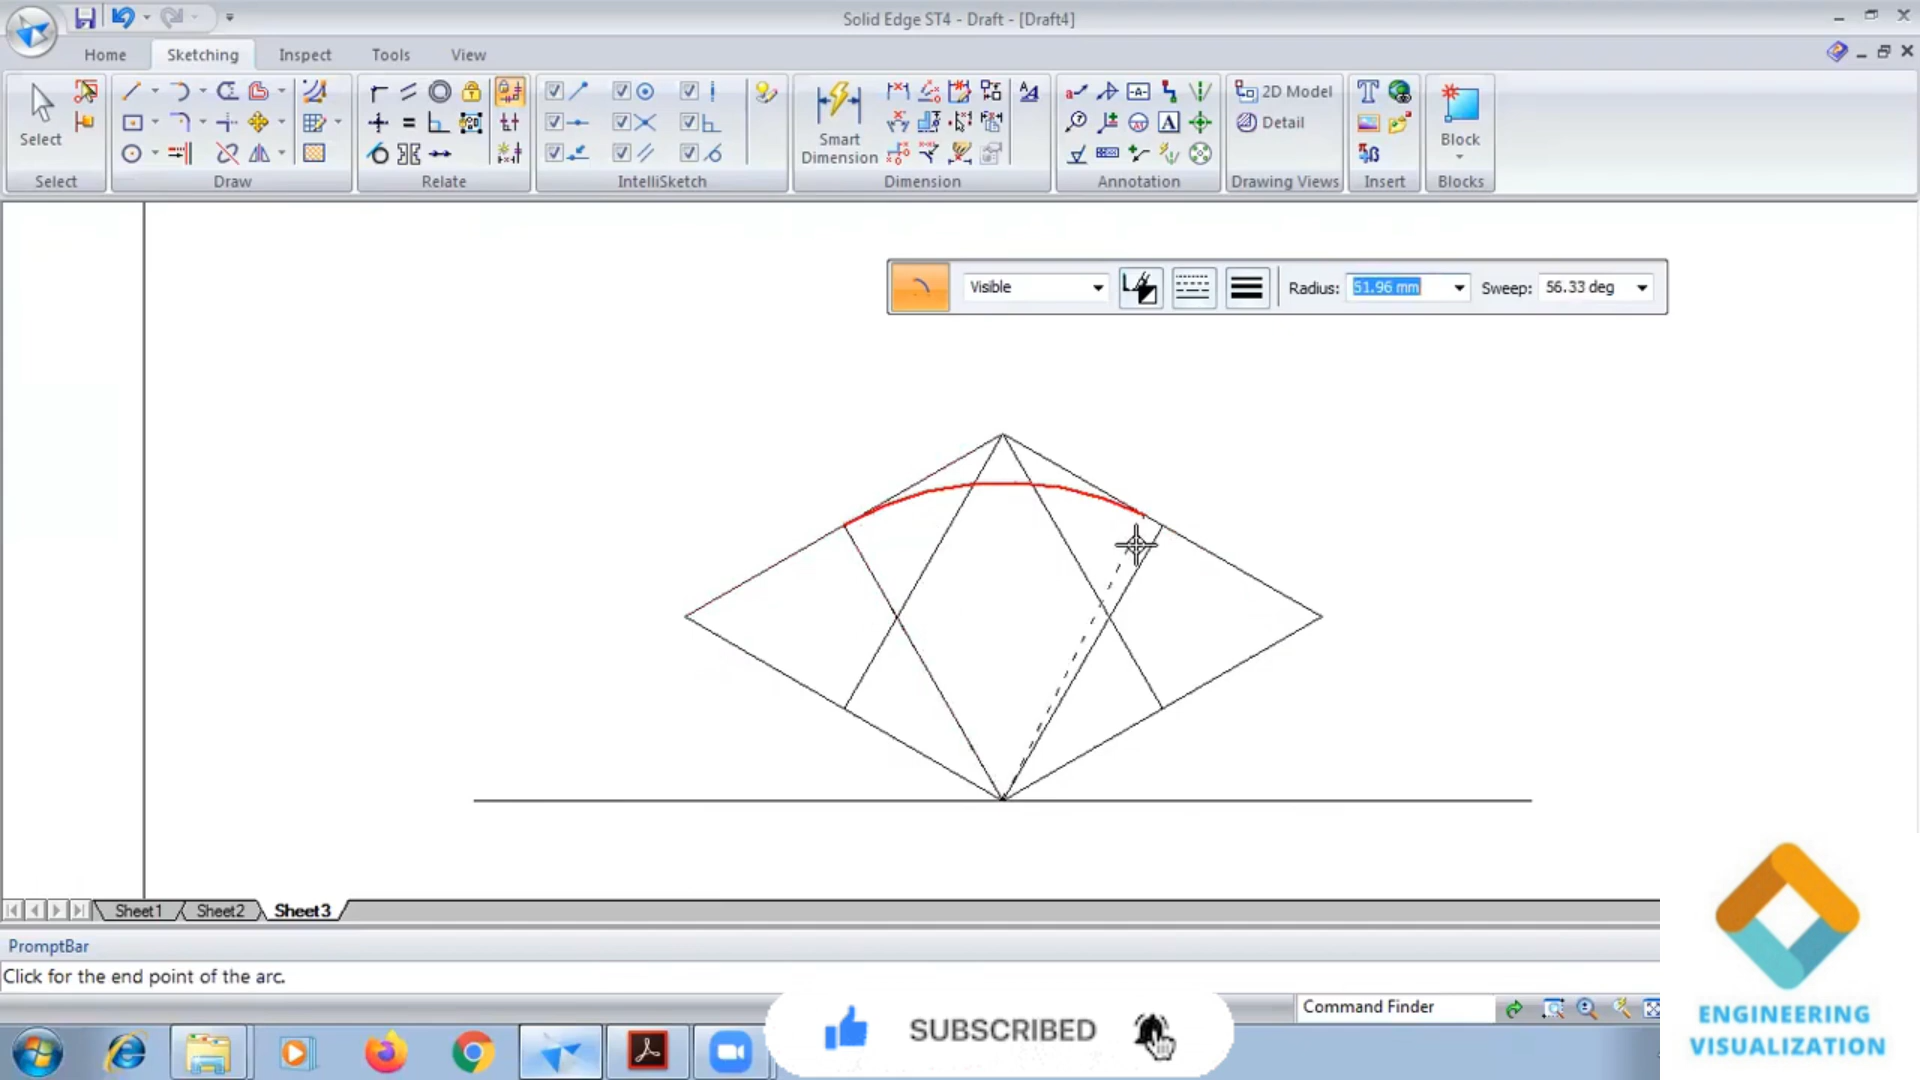 Solid Edge ST4 - Draft - [Draft4]
Home
Sketching
Inspect
Tools
View
Select
Smart
Dimension
A
A
T
2D Model
Detail
Block
Select
Draw
Relate
IntelliSketch
Dimension
Annotation
Drawing Views
Insert
Blocks
Visible
Radius:
51.96 mm
Sweep:
56.33 deg
Sheet1
Sheet2
Sheet3
PromptBar
Click for the end point of the arc.
Command Finder
SUBSCRIBED
ENGINEERING
VISUALIZATION